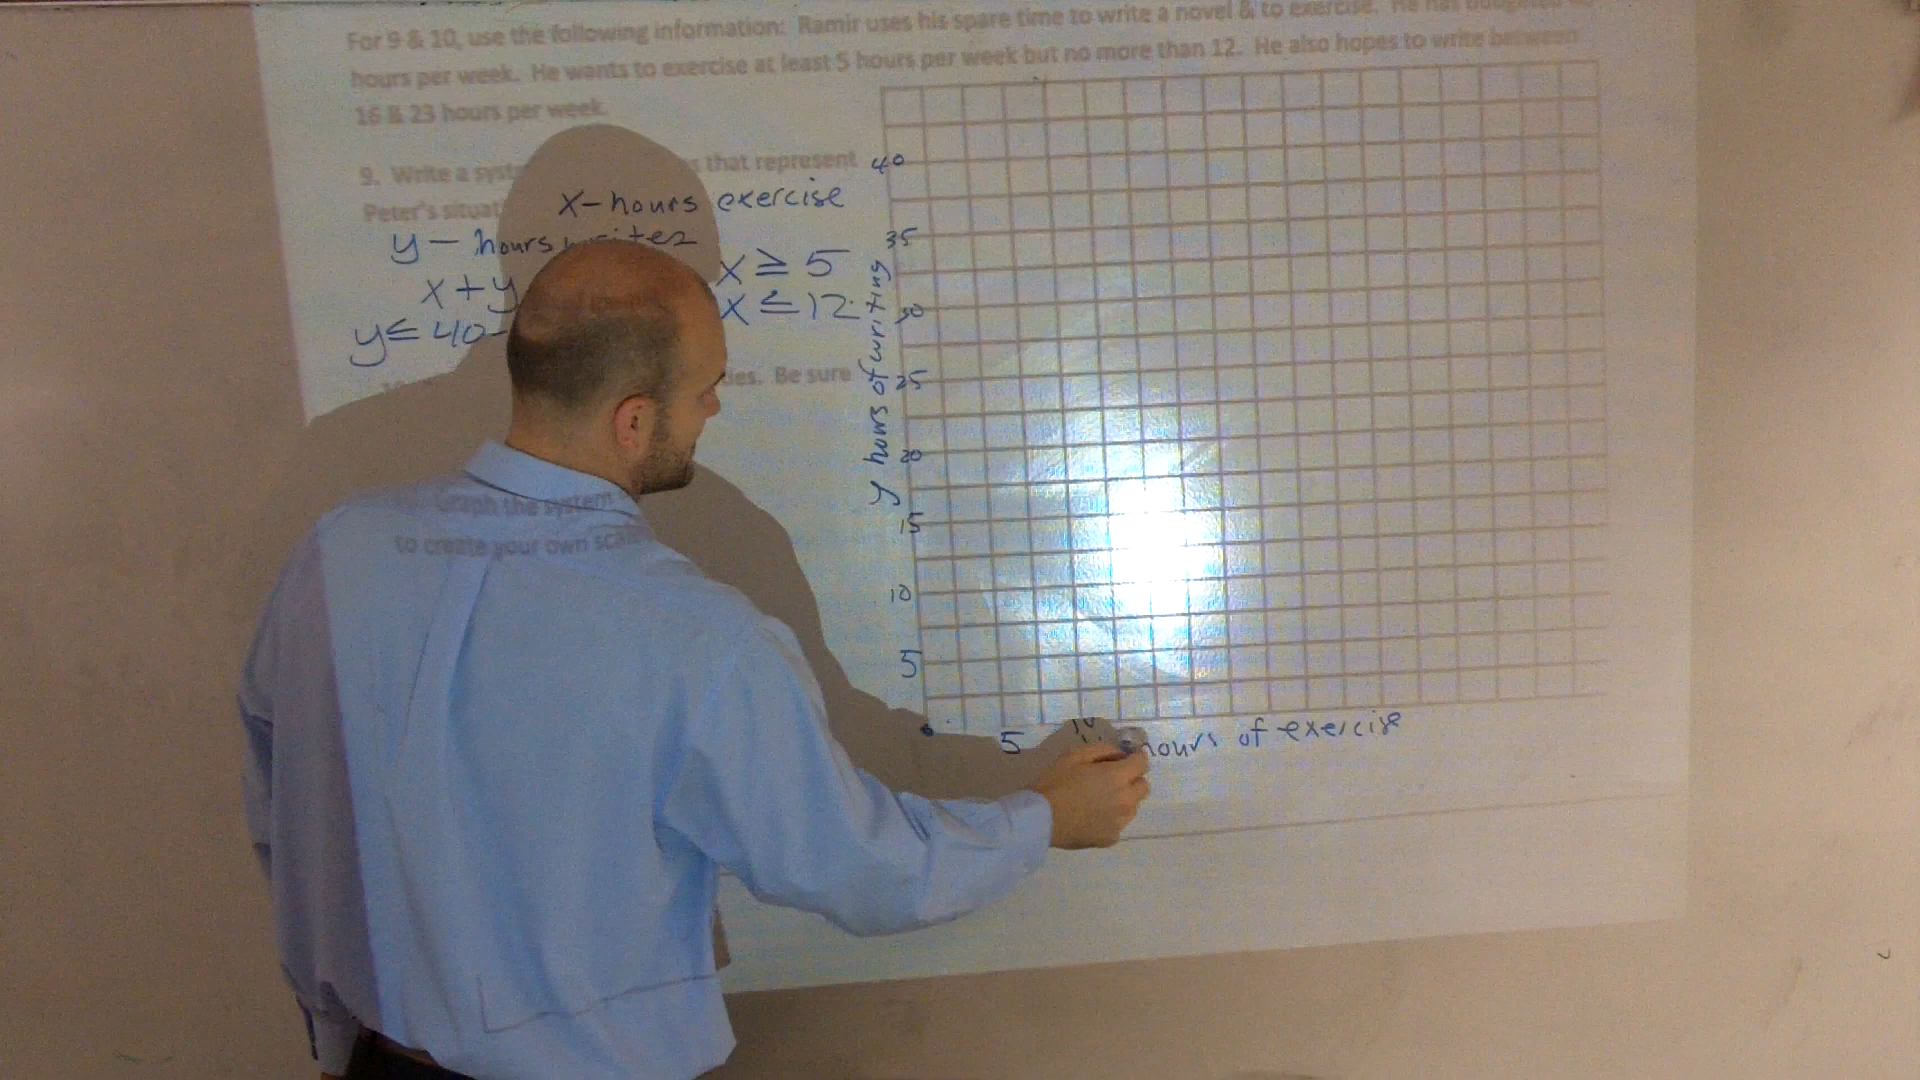 For 9 & 10, use the following information: Ramir uses his spare time to write a novel & to exercise. He has budgeted
hours per week. He wants to exercise at least 5 hours per week but no more than 12. He also hopes to write between
16 & 23 hours per week.
9. Write a syst that represent
Peter's situat
x-hours exercise
y - hours
x+y
y≤40-
x ≥ 5
x ≤ 12
ies. Be sure
Graph the system
to create your own scale
y hours of writing
40
35
30
25
20
15
10
5
5
hours of exercise